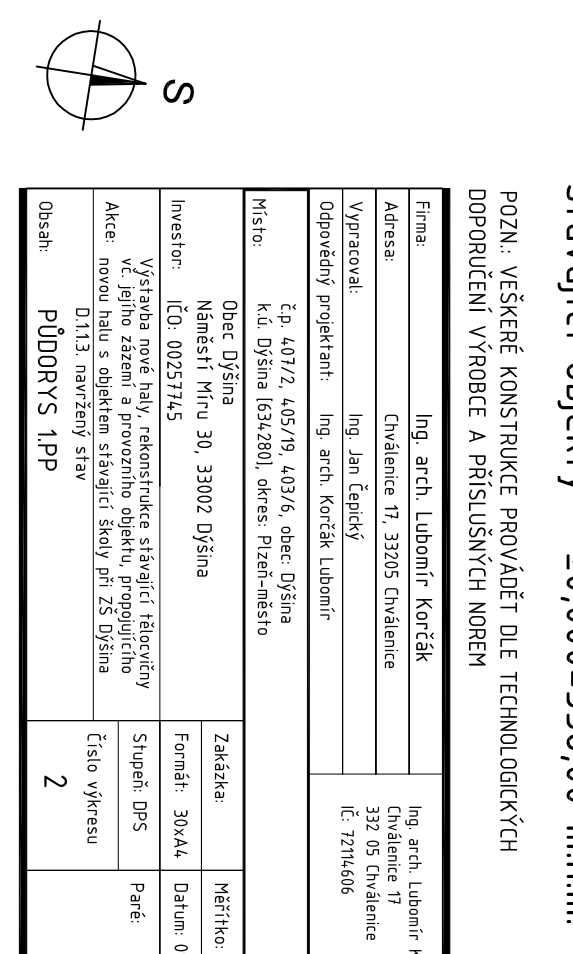 S
POZN.: VEŠKERÉ KONSTRUKCE PROVÁDĚT DLE TECHNOLOGICKÝCH
DOPORUČENÍ VÝROBCE A PŘÍSLUŠNÝCH NOREM
Firma: Ing. arch. Lubomír Korčák
Adresa: Chválenice 17, 33205 Chválenice
Vypracoval: Ing. Jan Čepický
Odpovědný projektant: Ing. arch. Korčák Lubomír
Ing. arch. Lubomír
Chválenice 17
332 05 Chválenice
IČ: 72114606
Místo: č.p. 407/2, 405/19, 403/6, obec: Dýšina
k.ú. Dýšina [634280], okres: Plzeň-město
Investor: Obec Dýšina
Náměstí Míru 30, 33002 Dýšina
IČO: 00257745
Akce: Výstavba nové haly, rekonstrukce stávající tělocvičny
vč. jejího zázemí a provozního objektu, propojujícího
novou halu s objektem stávající školy při ZŠ Dýšina
D.1.1.3. navržený stav
Obsah: PŮDORYS 1.PP
Zakázka:
Měřítko:
Formát: 30xA4
Datum:
Stupeň: DPS
Paré:
Číslo výkresu
2